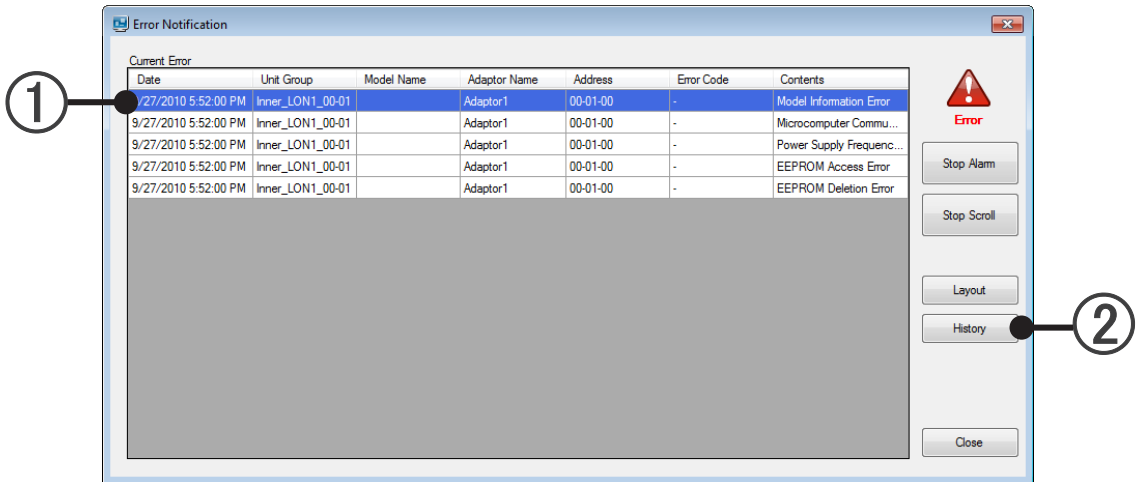 Error Notification
Current Error
Date Unit Group Model Name Adaptor Name Address Error Code Contents
/27/2010 5:52:00 PM Inner_LON1_00-01 Adaptor1 00-01-00 - Model Information Error
9/27/2010 5:52:00 PM Inner_LON1_00-01 Adaptor1 00-01-00 - Microcomputer Commu...
9/27/2010 5:52:00 PM Inner_LON1_00-01 Adaptor1 00-01-00 - Power Supply Frequenc...
9/27/2010 5:52:00 PM Inner_LON1_00-01 Adaptor1 00-01-00 - EEPROM Access Error
9/27/2010 5:52:00 PM Inner_LON1_00-01 Adaptor1 00-01-00 - EEPROM Deletion Error
①
Error
Stop Alarm
Stop Scroll
Layout
History
②
Close